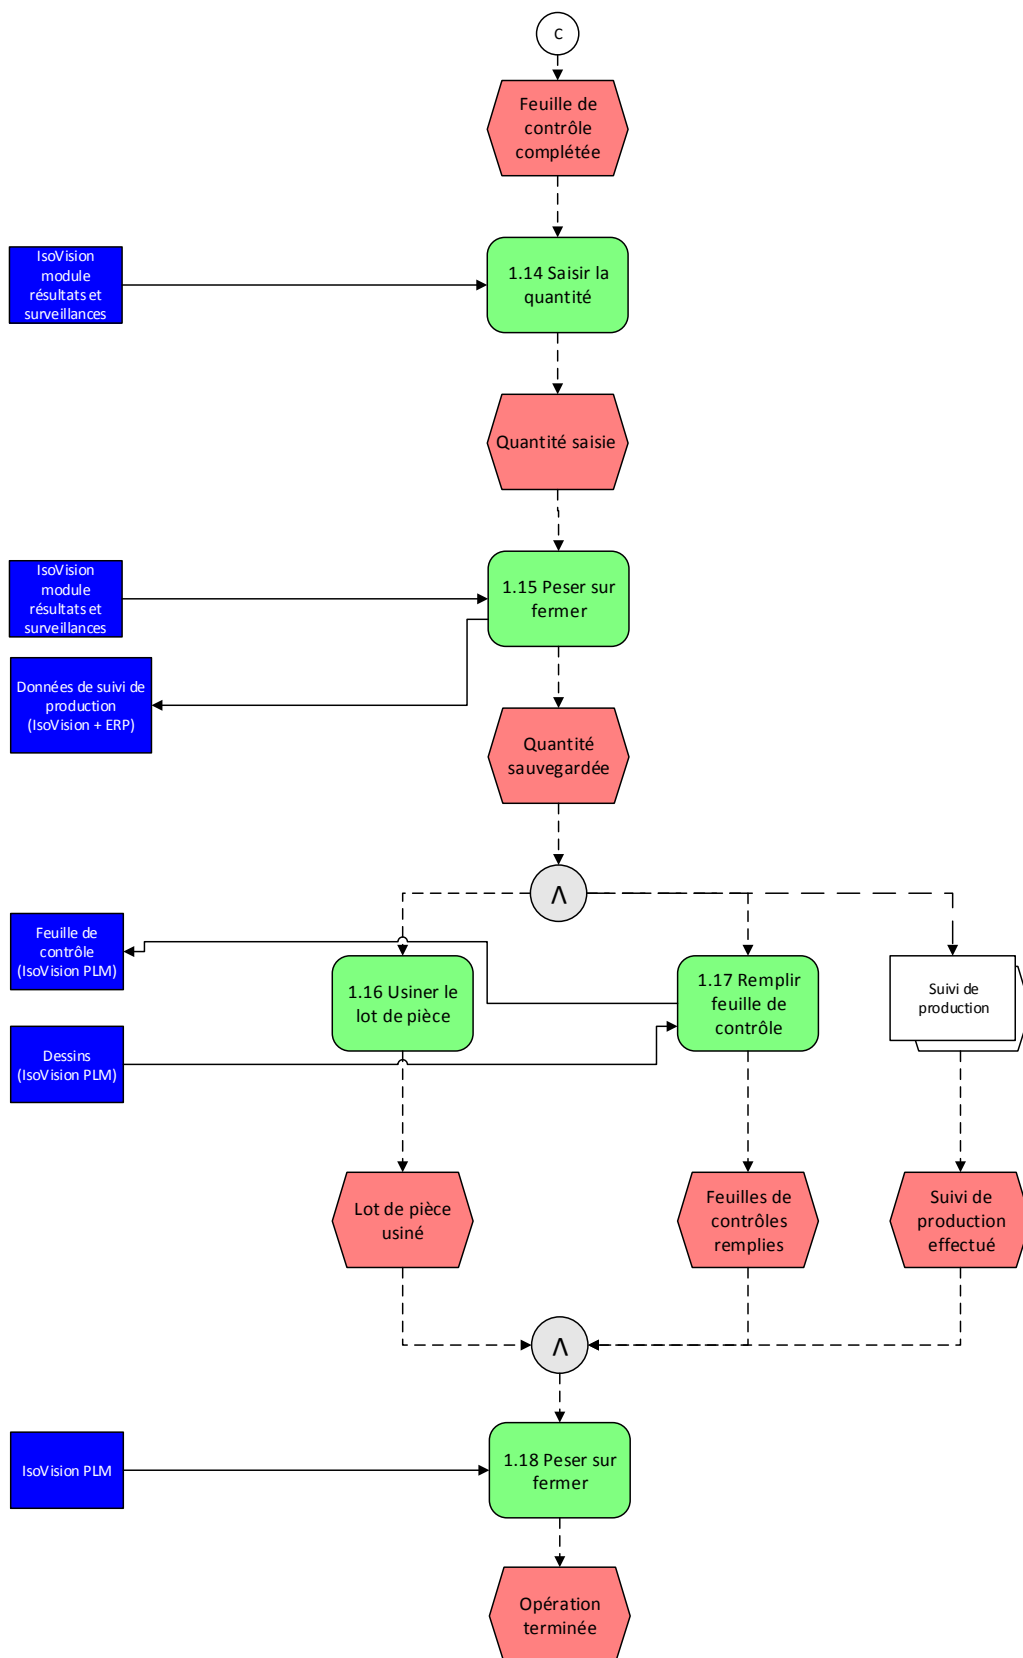 C
Feuille de
contrôle
complétée
IsoVision
module
résultats et
surveillances
1.14 Saisir la
quantité
Quantité saisie
IsoVision
module
résultats et
surveillances
1.15 Peser sur
fermer
Données de suivi de
production
(IsoVision + ERP)
Quantité
sauvegardée
Λ
Feuille de
contrôle
(IsoVision PLM)
1.16 Usiner le
lot de pièce
1.17 Remplir
feuille de
contrôle
Suivi de
production
Dessins
(IsoVision PLM)
Lot de pièce
usiné
Feuilles de
contrôles
remplies
Suivi de
production
effectué
Λ
IsoVision PLM
1.18 Peser sur
fermer
Opération
terminée